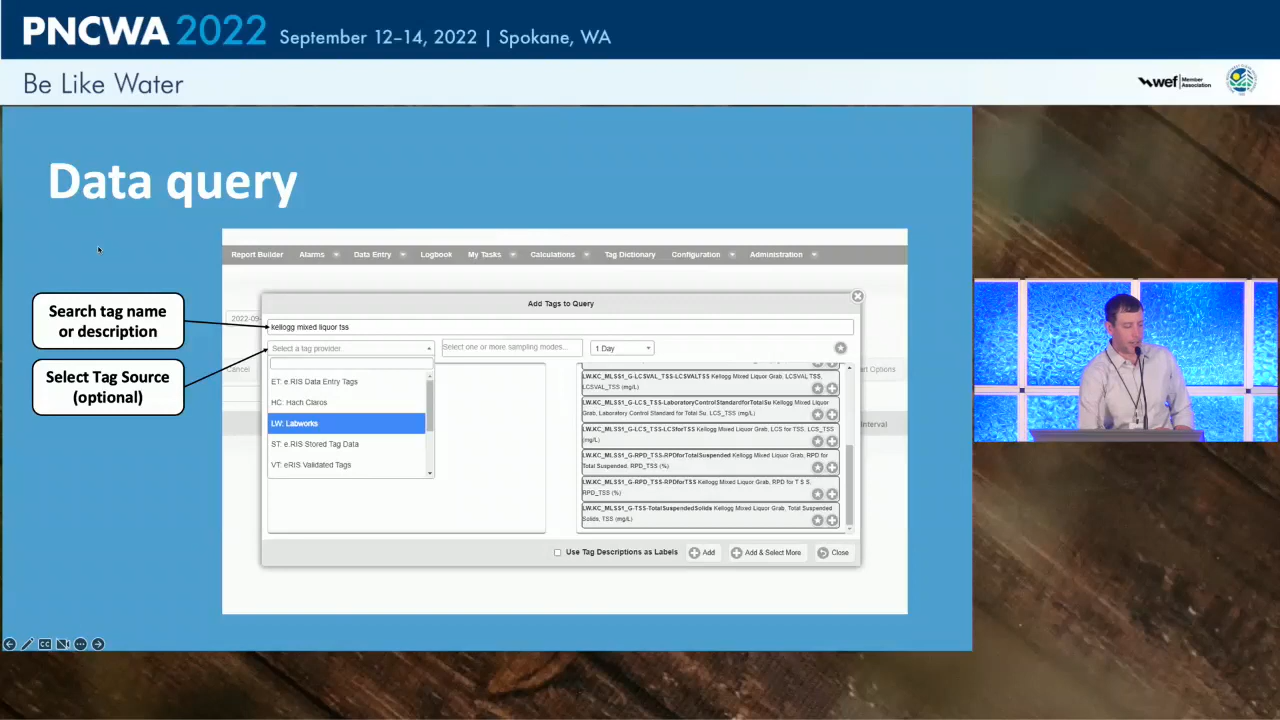 PNCWA 2022 September 12–14, 2022 | Spokane, WA
Be Like Water
wef Member Association
Data query
Search tag name
or description
Select Tag Source
(optional)
Report Builder Alarms Data Entry Logbook My Tasks Calculations Tag Dictionary Configuration Administration
Add Tags to Query
2022-09-
kellogg mixed liquor tss
Select a tag provider
Select one or more sampling modes...
1 Day
Cancel
art Options
ET: e.RIS Data Entry Tags
HC: Hach Claros
LW: Labworks
ST: e.RIS Stored Tag Data
VT: eRIS Validated Tags
nterval
LW.KC_MLSS1_G-LCSVAL_TSS-LCSVALTSS Kellogg Mixed Liquor Grab, LCSVAL TSS,
LCSVAL_TSS (mg/L)
LW.KC_MLSS1_G-LCS_TSS-LaboratoryControlStandardforTotalSu Kellogg Mixed Liquor
Grab, Laboratory Control Standard for Total Su LCS_TSS (mg/L)
LW.KC_MLSS1_G-LCS_TSS-LCSforTSS Kellogg Mixed Liquor Grab, LCS for TSS, LCS_TSS
(mg/L)
LW.KC_MLSS1_G-RPD_TSS-RPDforTotalSuspended Kellogg Mixed Liquor Grab, RPD for
Total Suspended, RPD_TSS (%)
LW.KC_MLSS1_G-RPD_TSS-RPDforTSS Kellogg Mixed Liquor Grab, RPD for T S S,
RPD_TSS (%)
LW.KC_MLSS1_G-TSS-TotalSuspendedSolids Kellogg Mixed Liquor Grab, Total Suspended
Solids, TSS (mg/L)
Use Tag Descriptions as Labels
Add
Add & Select More
Close
CC